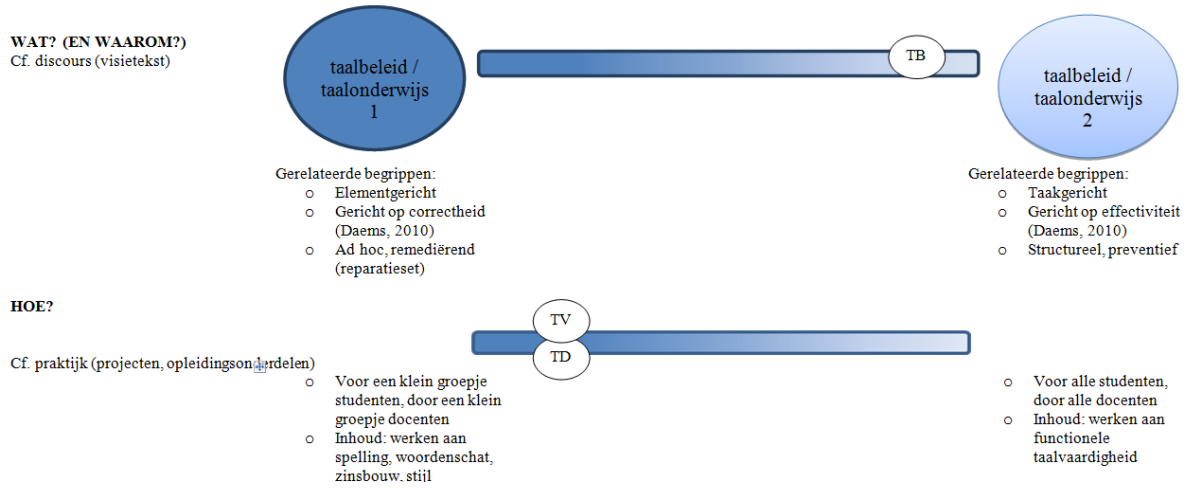 WAT? (EN WAAROM?)
Cf. discours (visietekst)
taalbeleid /
taalonderwijs
1
TB
taalbeleid /
taalonderwijs
2
Gerelateerde begrippen:
o Elementgericht
o Gericht op correctheid
(Daems, 2010)
o Ad hoc, remediërend
(reparatieset)
Gerelateerde begrippen:
o Taakgericht
o Gericht op effectiviteit
(Daems, 2010)
o Structureel, preventief
HOE?
TV
TD
Cf. praktijk (projecten, opleidingsonderdelen)
o Voor een klein groepje
studenten, door een klein
groepje docenten
o Inhoud: werken aan
spelling, woordenschat,
zinsbouw, stijl
o Voor alle studenten,
door alle docenten
o Inhoud: werken aan
functionele
taalvaardigheid